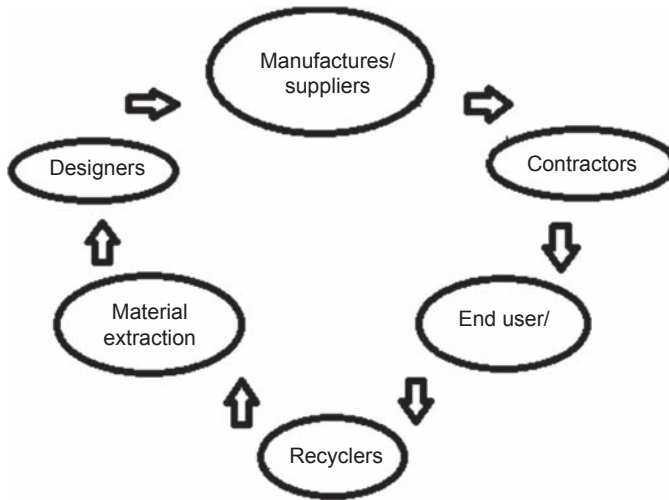 Manufactures/
suppliers
Designers
Contractors
Material
extraction
End user/
Recyclers